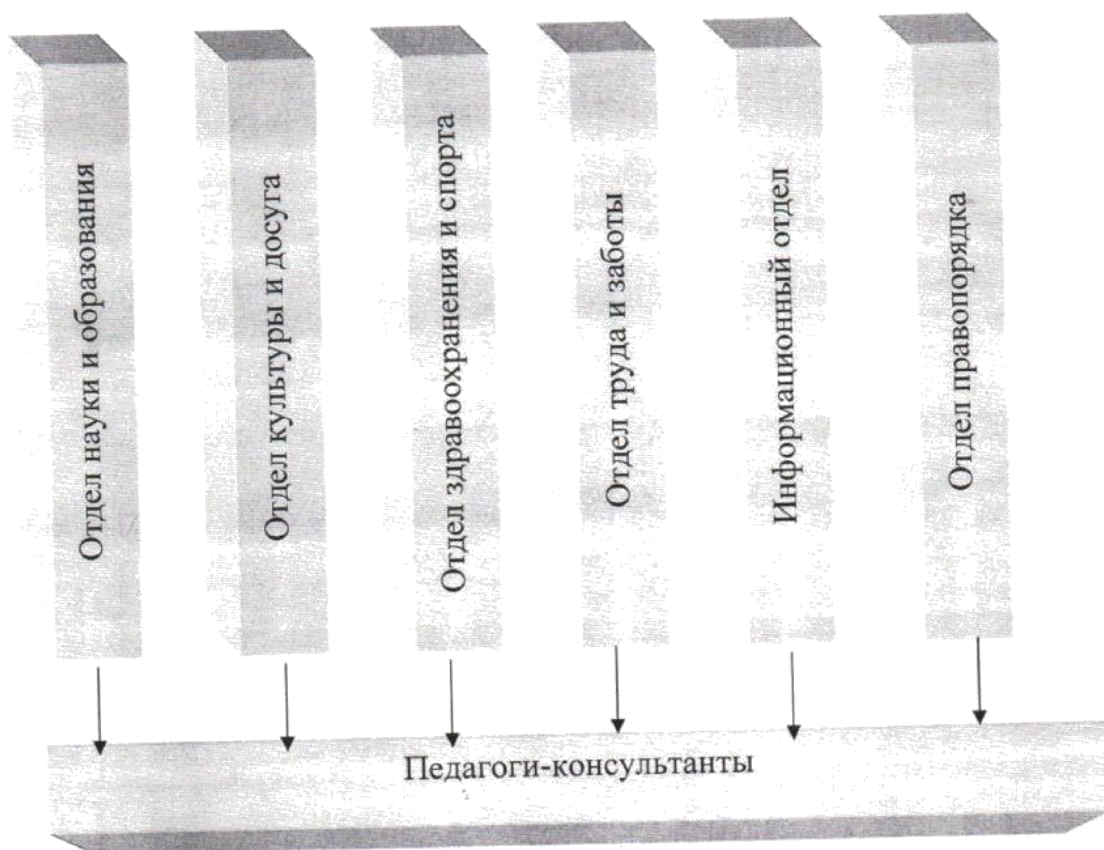 Отдел науки и образования
Отдел культуры и досуга
Отдел здравоохранения и спорта
Отдел труда и заботы
Информационный отдел
Отдел правопорядка
Педагоги-консультанты